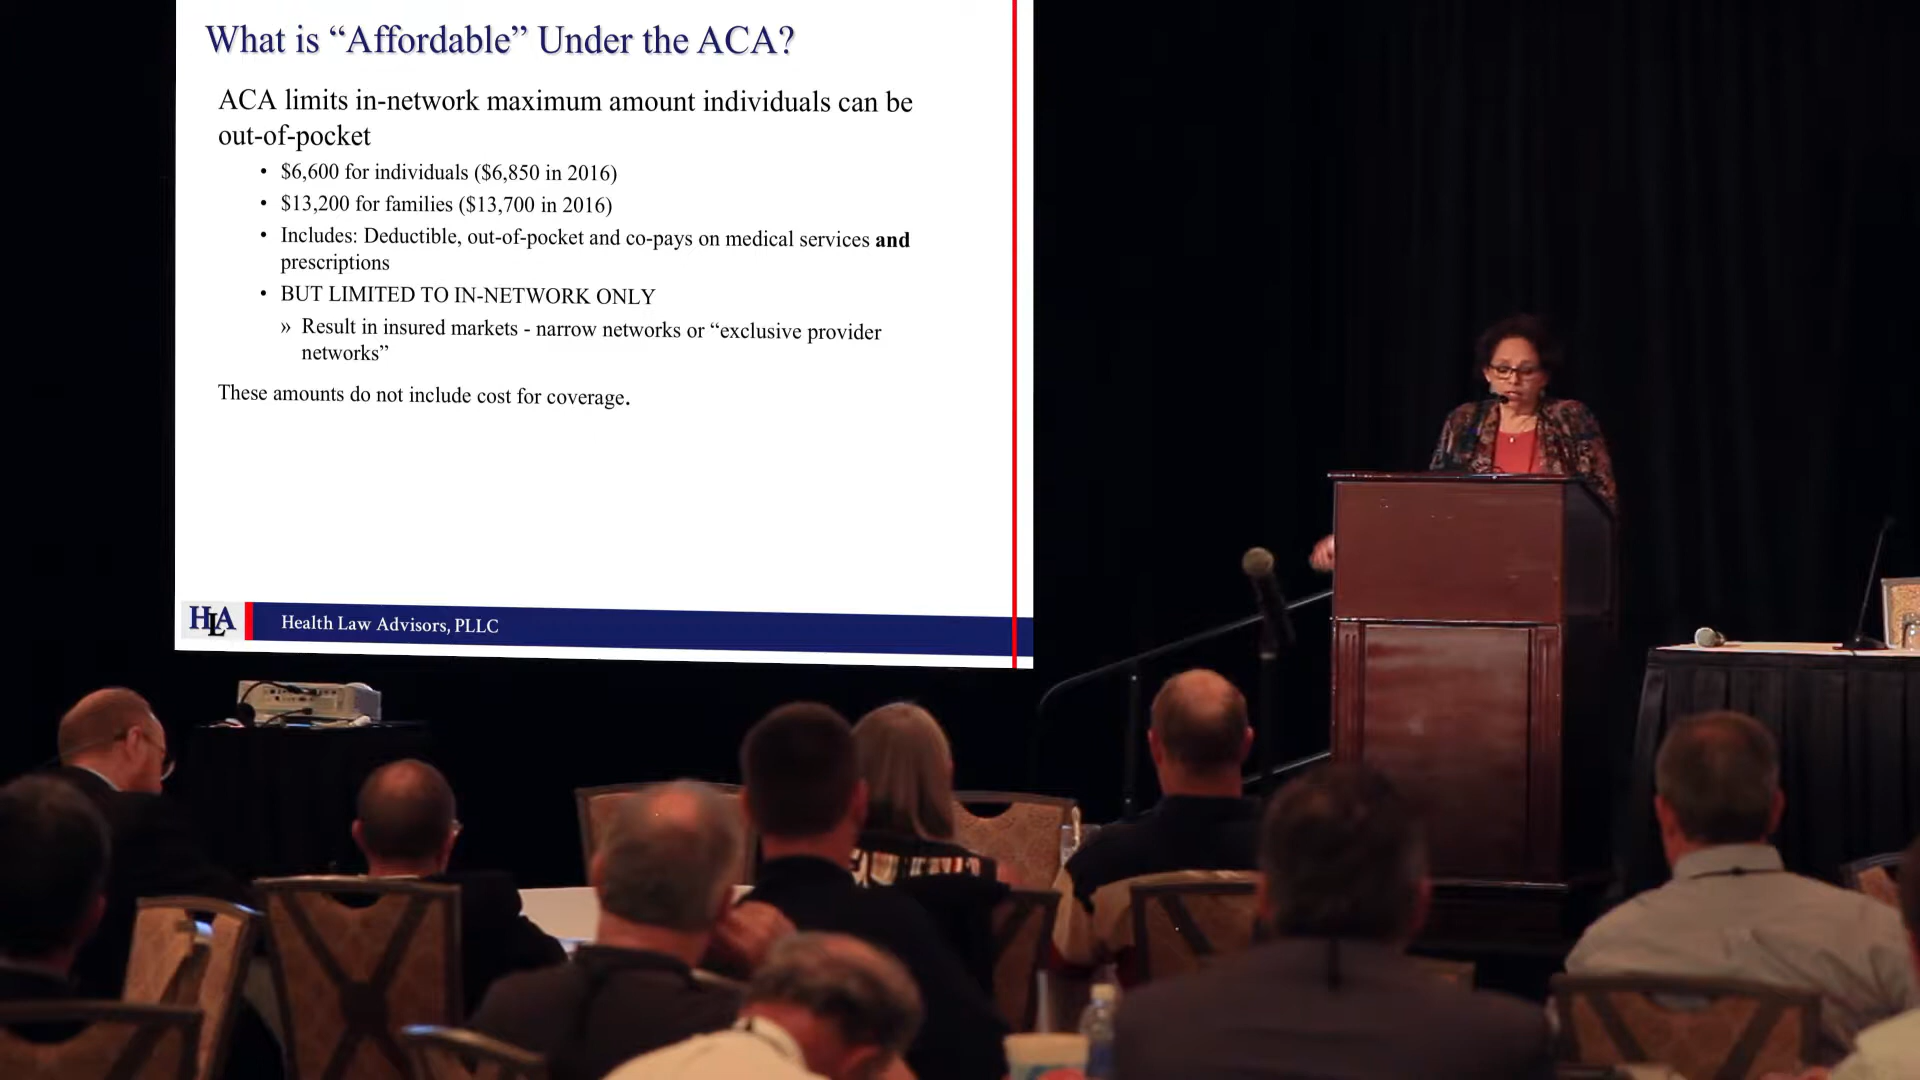 What is “Affordable” Under the ACA?
ACA limits in-network maximum amount individuals can be
out-of-pocket
• $6,600 for individuals ($6,850 in 2016)
• $13,200 for families ($13,700 in 2016)
• Includes: Deductible, out-of-pocket and co-pays on medical services and
prescriptions
• BUT LIMITED TO IN-NETWORK ONLY
» Result in insured markets - narrow networks or “exclusive provider
networks”
These amounts do not include cost for coverage.
HLA Health Law Advisors, PLLC